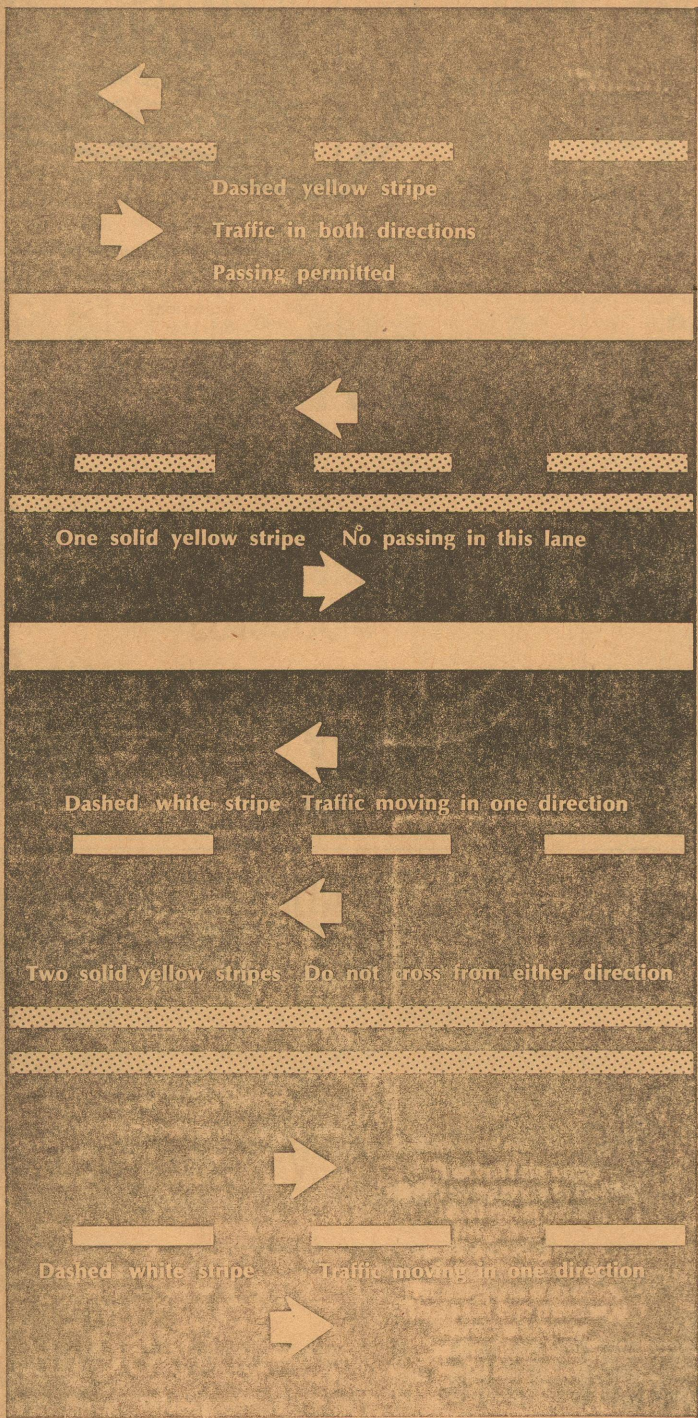 Dashed yellow stripe
Traffic in both directions
Passing permitted
One solid yellow stripe No passing in this lane
Dashed white stripe Traffic moving in one direction
Two solid yellow stripes Do not cross from either direction
Dashed white stripe Traffic moving in one direction